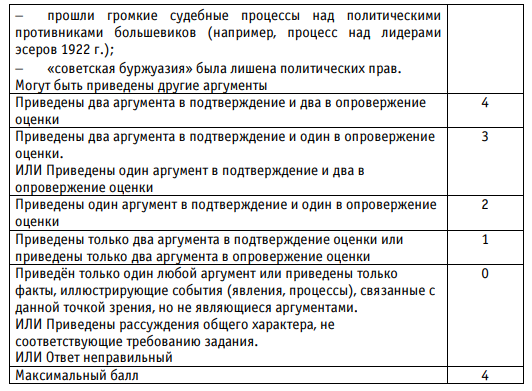 – прошли громкие судебные процессы над политическими
противниками большевиков (например, процесс над лидерами
эсеров 1922 г.);
– «советская буржуазия» была лишена политических прав.
Могут быть приведены другие аргументы
Приведены два аргумента в подтверждение и два в опровержение
оценки
4
Приведены два аргумента в подтверждение и один в опровержение
оценки.
ИЛИ Приведены один аргумент в подтверждение и два в
опровержение оценки
3
Приведены один аргумент в подтверждение и один в опровержение
оценки
2
Приведены только два аргумента в подтверждение оценки или
приведены только два аргумента в опровержение оценки
1
Приведён только один любой аргумент или приведены только
факты, иллюстрирующие события (явления, процессы), связанные с
данной точкой зрения, но не являющиеся аргументами.
ИЛИ Приведены рассуждения общего характера, не
соответствующие требованию задания.
ИЛИ Ответ неправильный
0
Максимальный балл
4